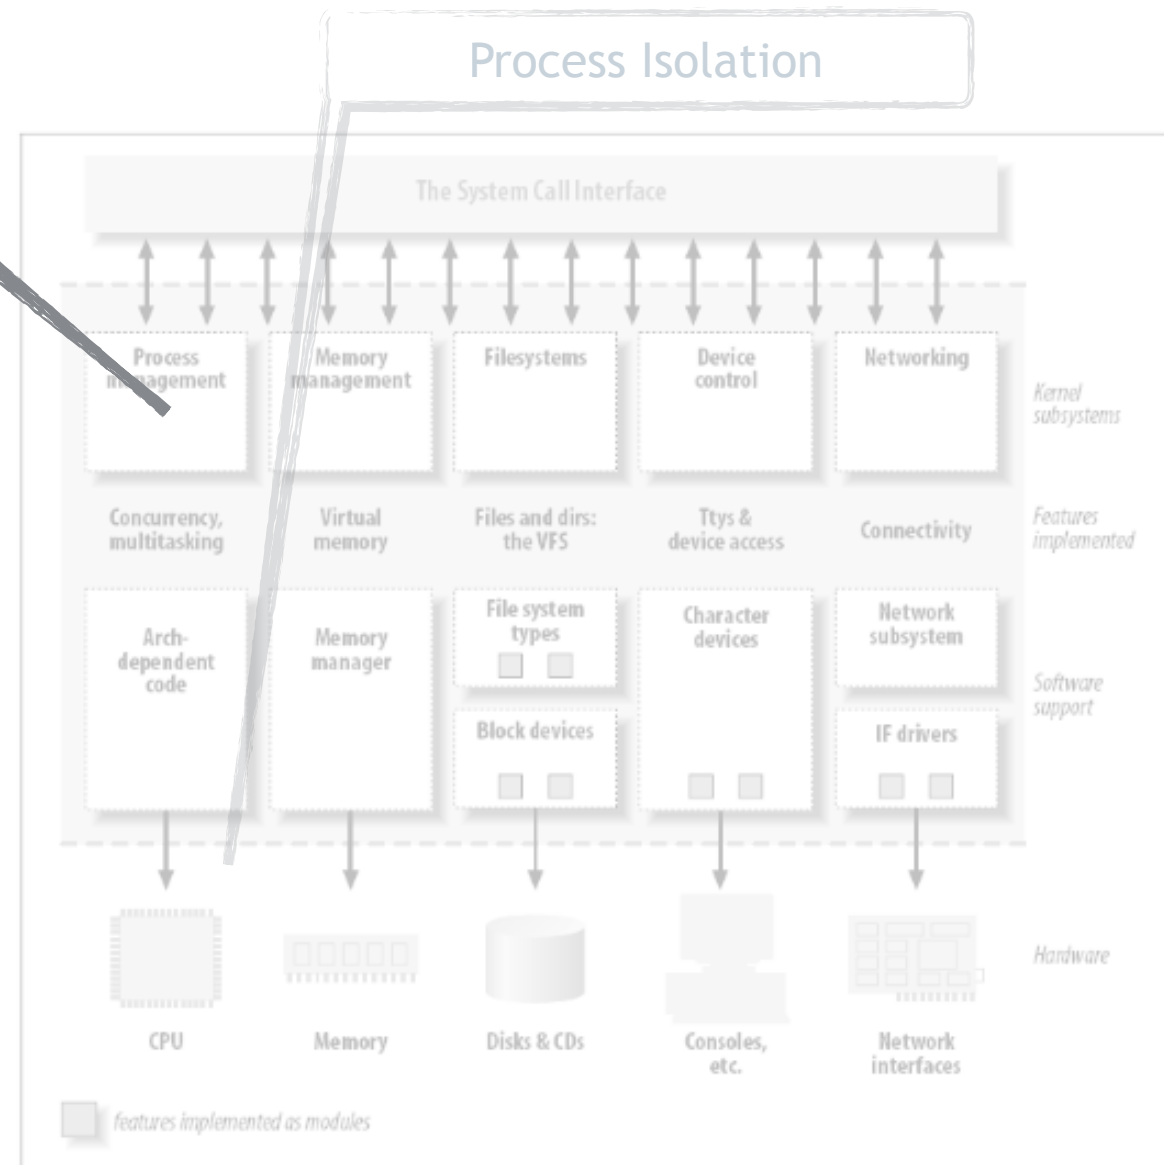 Process Isolation
The System Call Interface
Process
management
Memory
management
Filesystems
Device
control
Networking
Kernel
subsystems
Concurrency,
multitasking
Virtual
memory
Files and dirs:
the VFS
Ttys &
device access
Connectivity
Features
implemented
Arch-
dependent
code
Memory
manager
File system
types
Block devices
Character
devices
Network
subsystem
IF drivers
Software
support
CPU
Memory
Disks & CDs
Consoles,
etc.
Network
interfaces
Hardware
features implemented as modules